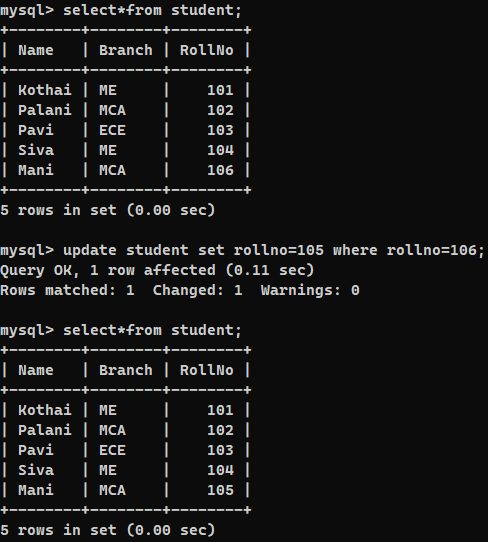 mysql> select*from student;
+--------+--------+--------+
| Name   | Branch | RollNo |
+--------+--------+--------+
| Kothai | ME     |    101 |
| Palani | MCA    |    102 |
| Pavi   | ECE    |    103 |
| Siva   | ME     |    104 |
| Mani   | MCA    |    106 |
+--------+--------+--------+
5 rows in set (0.00 sec)
mysql> update student set rollno=105 where rollno=106;
Query OK, 1 row affected (0.11 sec)
Rows matched: 1  Changed: 1  Warnings: 0
mysql> select*from student;
+--------+--------+--------+
| Name   | Branch | RollNo |
+--------+--------+--------+
| Kothai | ME     |    101 |
| Palani | MCA    |    102 |
| Pavi   | ECE    |    103 |
| Siva   | ME     |    104 |
| Mani   | MCA    |    105 |
+--------+--------+--------+
5 rows in set (0.00 sec)